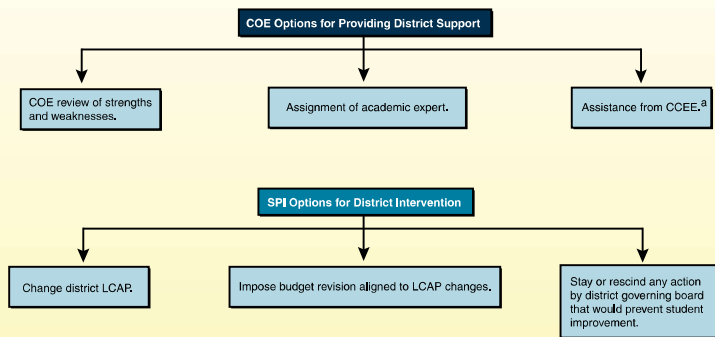 COE Options for Providing District Support
COE review of strengths
and weaknesses.
Assignment of academic expert.
Assistance from CCEE.a
SPI Options for District Intervention
Change district LCAP.
Impose budget revision aligned to LCAP changes.
Stay or rescind any action
by district governing board
that would prevent student
improvement.